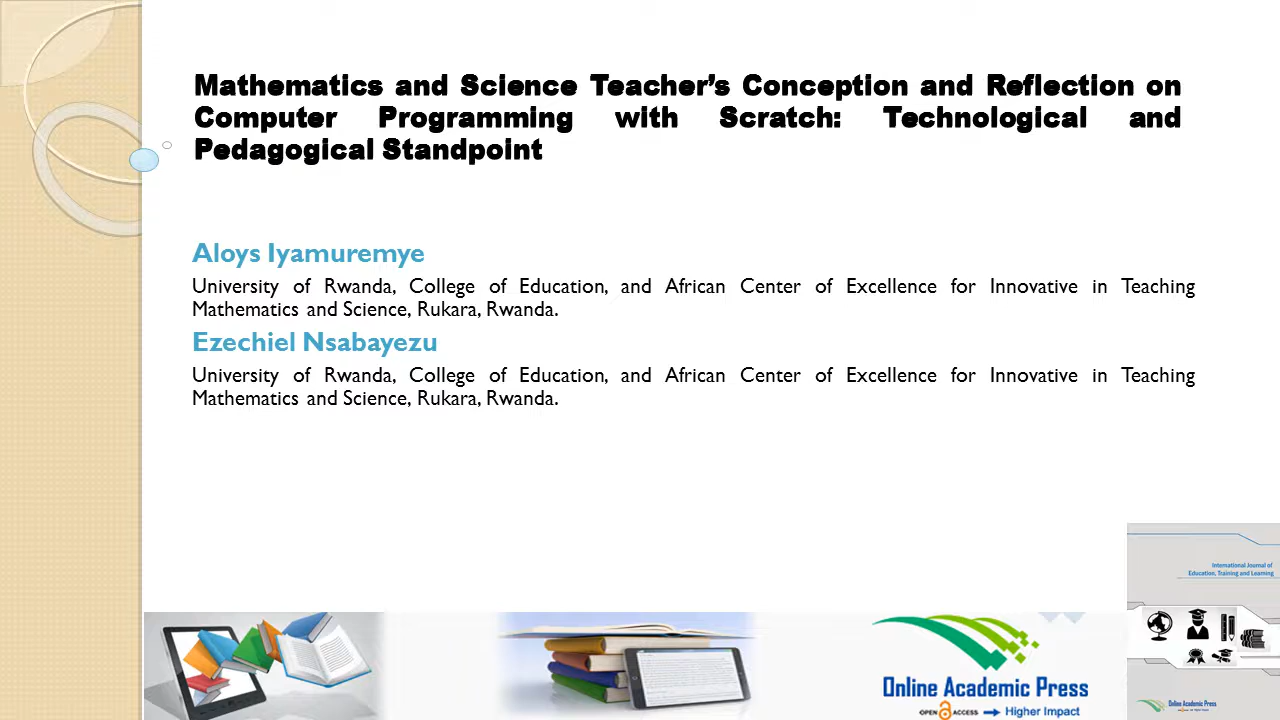 Mathematics and Science Teacher’s Conception and Reflection on
Computer Programming with Scratch: Technological and
Pedagogical Standpoint
Aloys Iyamuremye
University of Rwanda, College of Education, and African Center of Excellence for Innovative in Teaching
Mathematics and Science, Rukara, Rwanda.
Ezechiel Nsabayezu
University of Rwanda, College of Education, and African Center of Excellence for Innovative in Teaching
Mathematics and Science, Rukara, Rwanda.
International Journal of
Education, Training and Learning
Online Academic Press
OPEN ACCESS Higher Impact
Online Academic Press